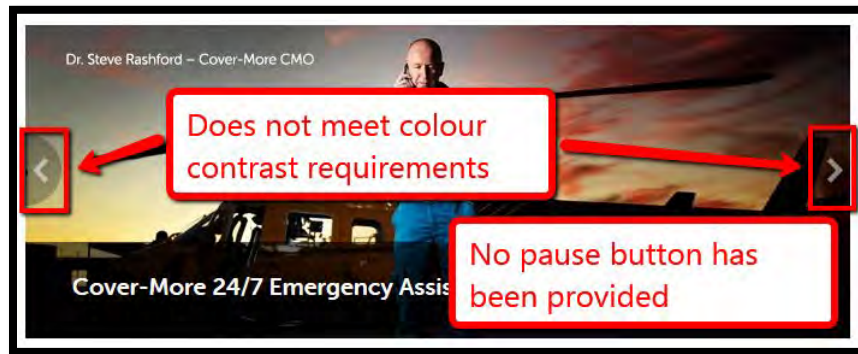 Dr. Steve Rashford – Cover-More CMO
Does not meet colour
contrast requirements
No pause button has
been provided
Cover-More 24/7 Emergency Assis